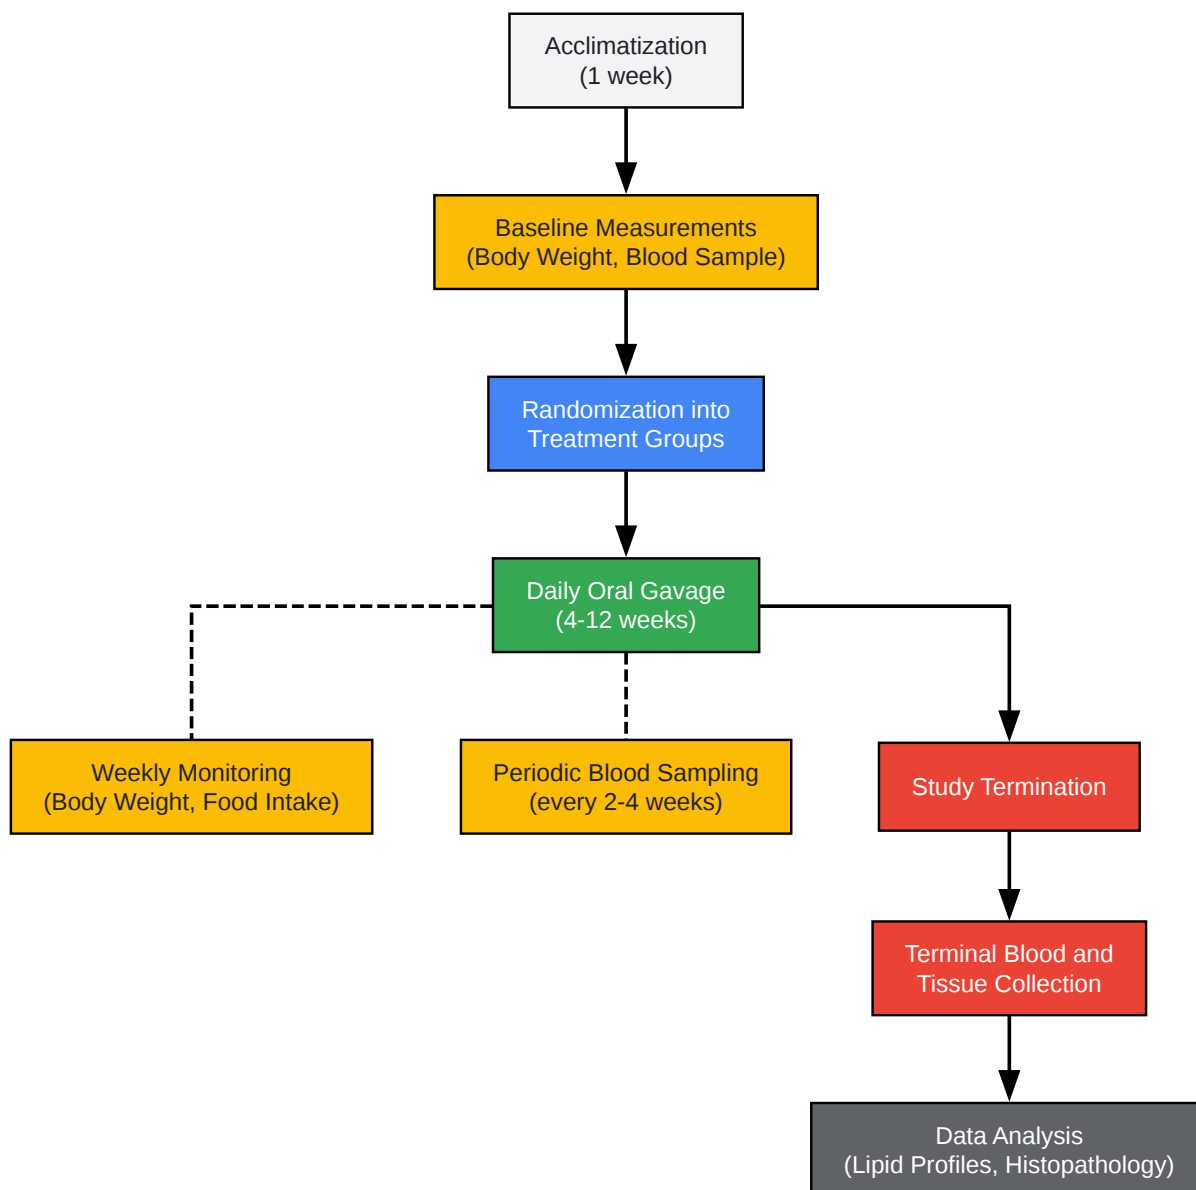 Acclimatization
(1 week)
Baseline Measurements
(Body Weight, Blood Sample)
Randomization into
Treatment Groups
Daily Oral Gavage
(4-12 weeks)
Weekly Monitoring
(Body Weight, Food Intake)
Periodic Blood Sampling
(every 2-4 weeks)
Study Termination
Terminal Blood and
Tissue Collection
Data Analysis
(Lipid Profiles, Histopathology)